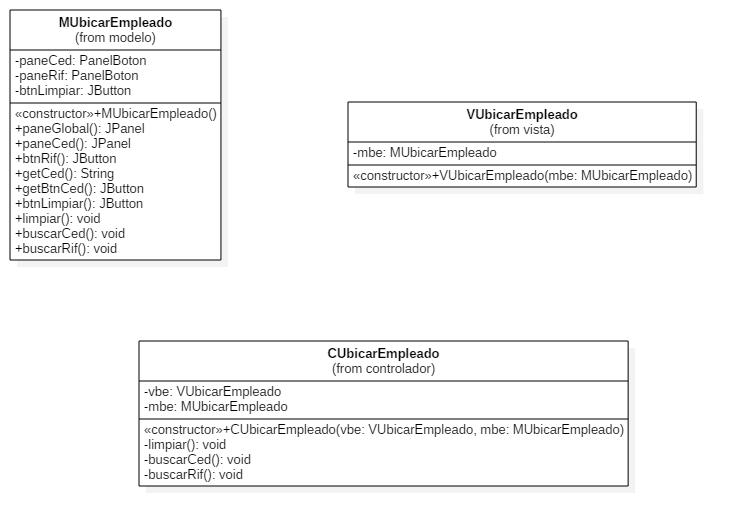 MUbicarEmpleado
(from modelo)
-paneCed: PanelBoton
-paneRif: PanelBoton
-btnLimpiar: JButton
«constructor»+MUbicarEmpleado()
+paneGlobal(): JPanel
+paneCed(): JPanel
+btnRif(): JButton
+getCed(): String
+getBtnCed(): JButton
+btnLimpiar(): JButton
+limpiar(): void
+buscarCed(): void
+buscarRif(): void
VUbicarEmpleado
(from vista)
-mbe: MUbicarEmpleado
«constructor»+VUbicarEmpleado(mbe: MUbicarEmpleado)
CUbicarEmpleado
(from controlador)
-vbe: VUbicarEmpleado
-mbe: MUbicarEmpleado
«constructor»+CUbicarEmpleado(vbe: VUbicarEmpleado, mbe: MUbicarEmpleado)
-limpiar(): void
-buscarCed(): void
-buscarRif(): void